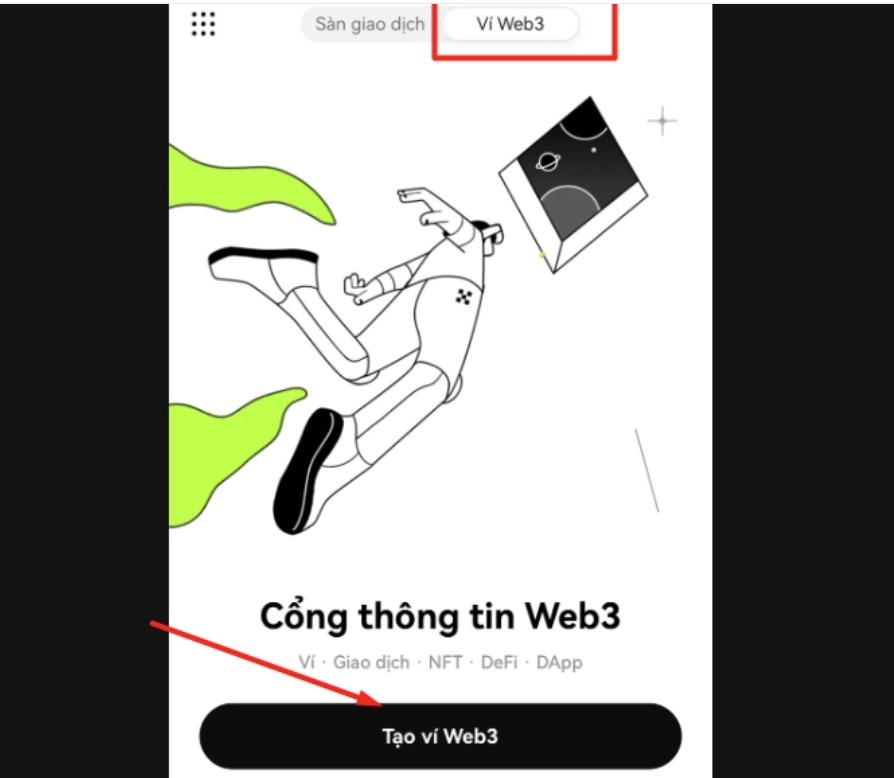 Sàn giao dịch Ví Web3
Cổng thông tin Web3
Ví · Giao dịch · NFT · DeFi · DApp
Tạo ví Web3